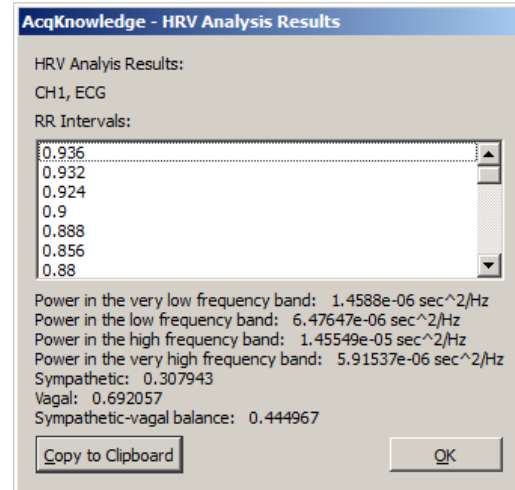 AcqKnowledge - HRV Analysis Results
HRV Analyis Results:
CH1, ECG
RR Intervals:
0.936
0.932
0.924
0.9
0.888
0.856
0.88
Power in the very low frequency band:  1.4588e-06 sec^2/Hz
Power in the low frequency band:  6.47647e-06 sec^2/Hz
Power in the high frequency band:  1.45549e-05 sec^2/Hz
Power in the very high frequency band:  5.91537e-06 sec^2/Hz
Sympathetic:  0.307943
Vagal:  0.692057
Sympathetic-vagal balance:  0.444967
Copy to Clipboard OK